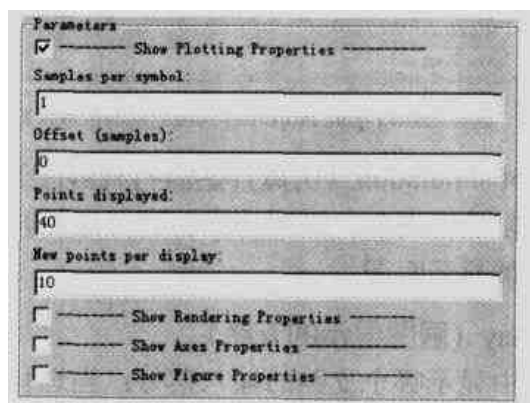 Parameters
------- Show Plotting Properties ---------
Samples per symbol:
1
Offset (samples):
0
Points displayed:
40
New points per display:
10
------- Show Rendering Properties ---------
------- Show Axes Properties ---------
------- Show Figure Properties ---------